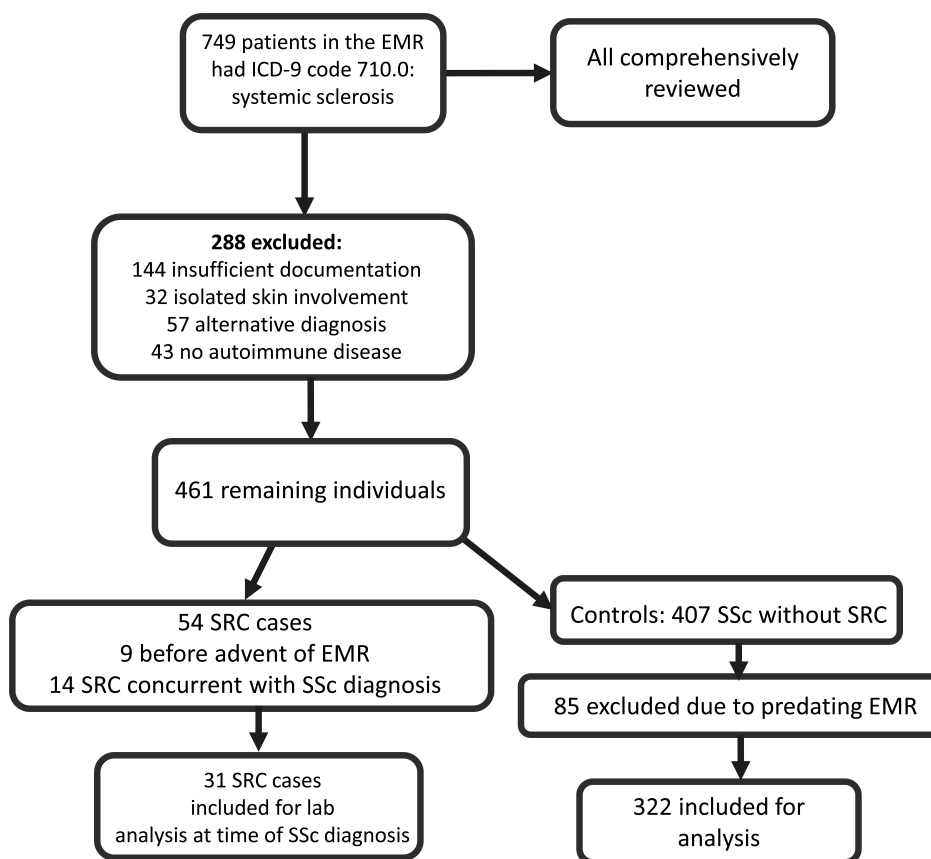 749 patients in the EMR
had ICD-9 code 710.0:
systemic sclerosis
All comprehensively
reviewed
288 excluded:
144 insufficient documentation
32 isolated skin involvement
57 alternative diagnosis
43 no autoimmune disease
461 remaining individuals
54 SRC cases
9 before advent of EMR
14 SRC concurrent with SSc diagnosis
Controls: 407 SSc without SRC
85 excluded due to predating EMR
31 SRC cases
included for lab
analysis at time of SSc diagnosis
322 included for
analysis